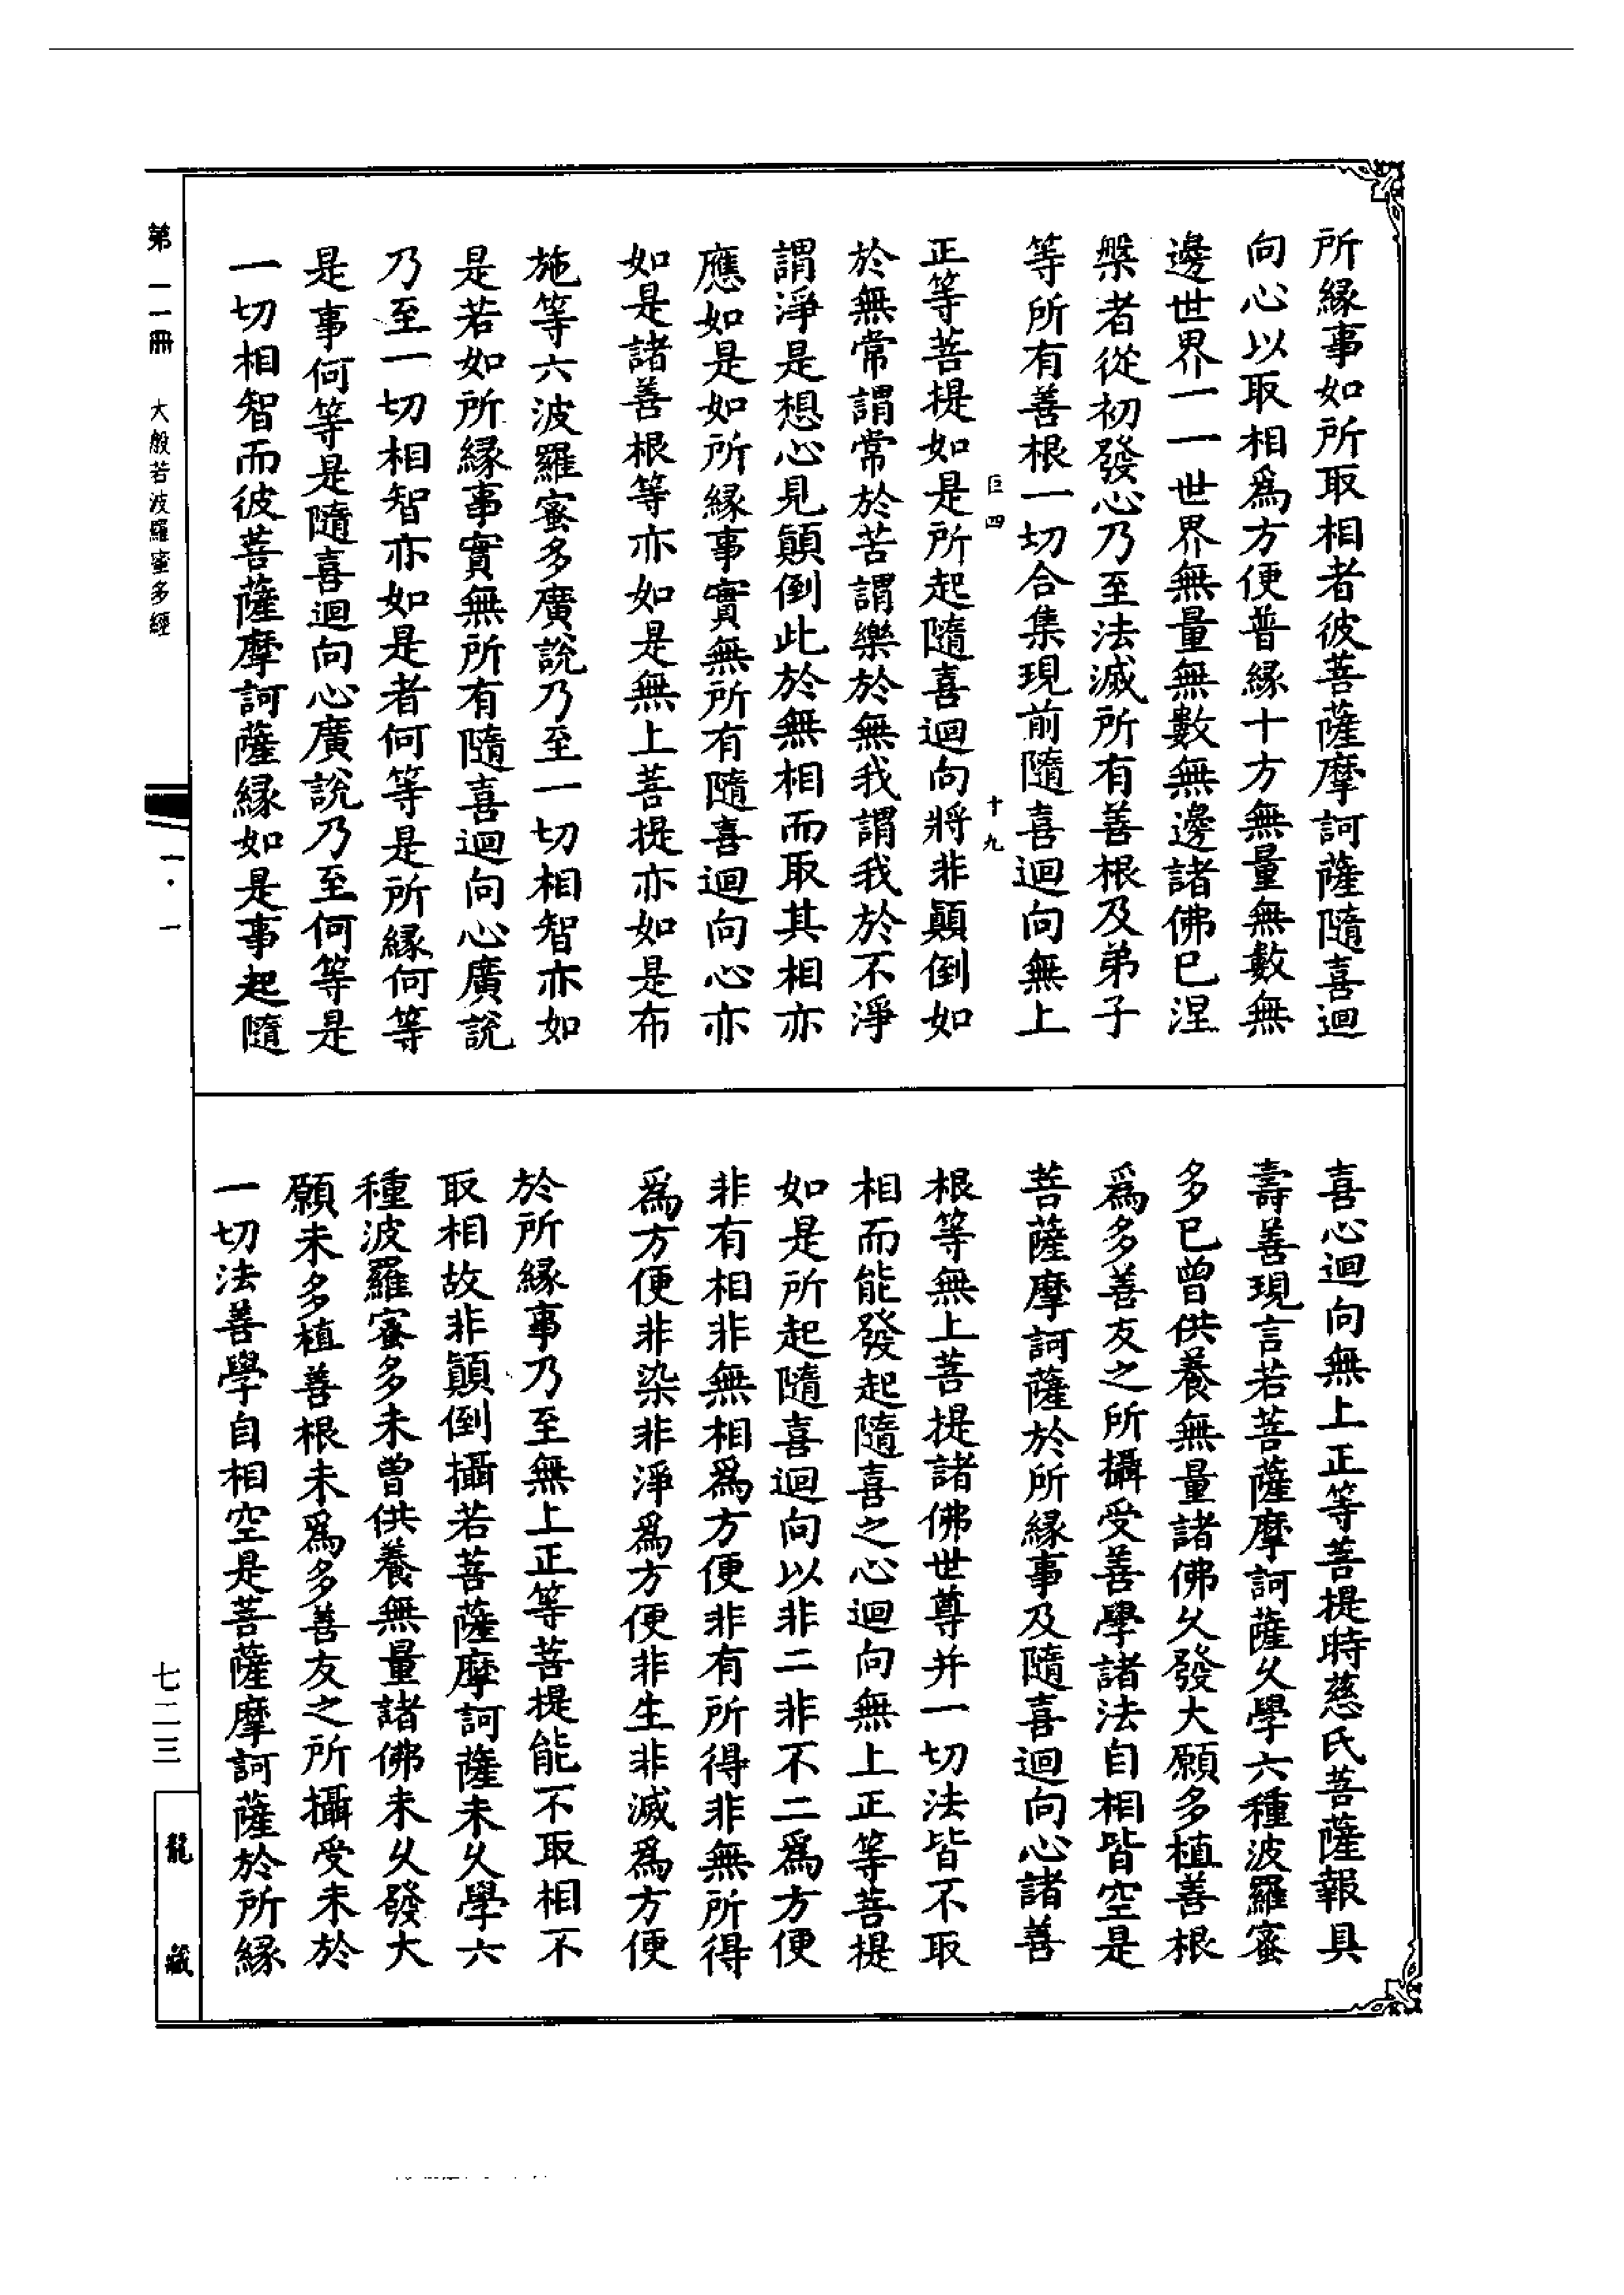 所緣事如所取相者彼菩薩摩訶薩隨喜迴
向心以取相爲方便普緣十方無量無數無
邊世界一一世界無量無數無邊諸佛已涅
槃者從初發心乃至法滅所有善根及弟子
等所有善根一切合集現前隨喜迴向無上
巨四 十九
正等菩提如是所起隨喜迴向將非顛倒如
於無常謂常於苦謂樂於無我謂我於不淨
謂淨是想心見顛倒此於無相而取其相亦
應如是如所緣事實無所有隨喜迴向心亦
如是諸善根等亦如是無上菩提亦如是布
施等六波羅蜜多廣說乃至一切相智亦如
是若如所緣事實無所有隨喜迴向心廣說
乃至一切相智亦如是者何等是所緣何等
是事何等是隨喜迴向心廣說乃至何等是
一切相智而彼菩薩摩訶薩緣如是事起隨
喜心迴向無上正等菩提時慈氏菩薩報具
壽善現言若菩薩摩訶薩久學六種波羅蜜
多已曾供養無量諸佛久發大願多植善根
爲多善友之所攝受善學諸法自相皆空是
菩薩摩訶薩於所緣事及隨喜迴向心諸善
根等無上菩提諸佛世尊并一切法皆不取
相而能發起隨喜之心迴向無上正等菩提
如是所起隨喜迴向以非二非不二爲方便
非有相非無相爲方便非有所得非無所得
爲方便非染非淨爲方便非生非滅爲方便
於所緣事乃至無上正等菩提能不取相不
取相故非顛倒攝若菩薩摩訶薩未久學六
種波羅蜜多未曾供養無量諸佛未久發大
願未多植善根未爲多善友之所攝受未於
一切法善學自相空是菩薩摩訶薩於所緣
第一一冊 大般若波羅蜜多經
一·一
七二三
龍藏